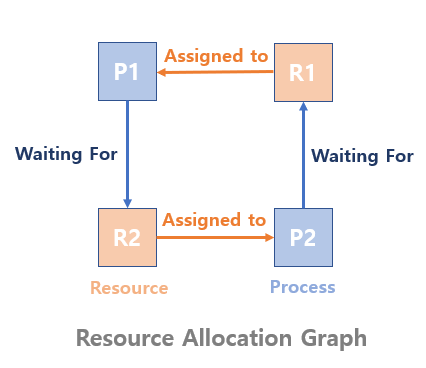 P1
Assigned to
R1
Waiting For
Waiting For
R2
Assigned to
P2
Resource
Process
Resource Allocation Graph